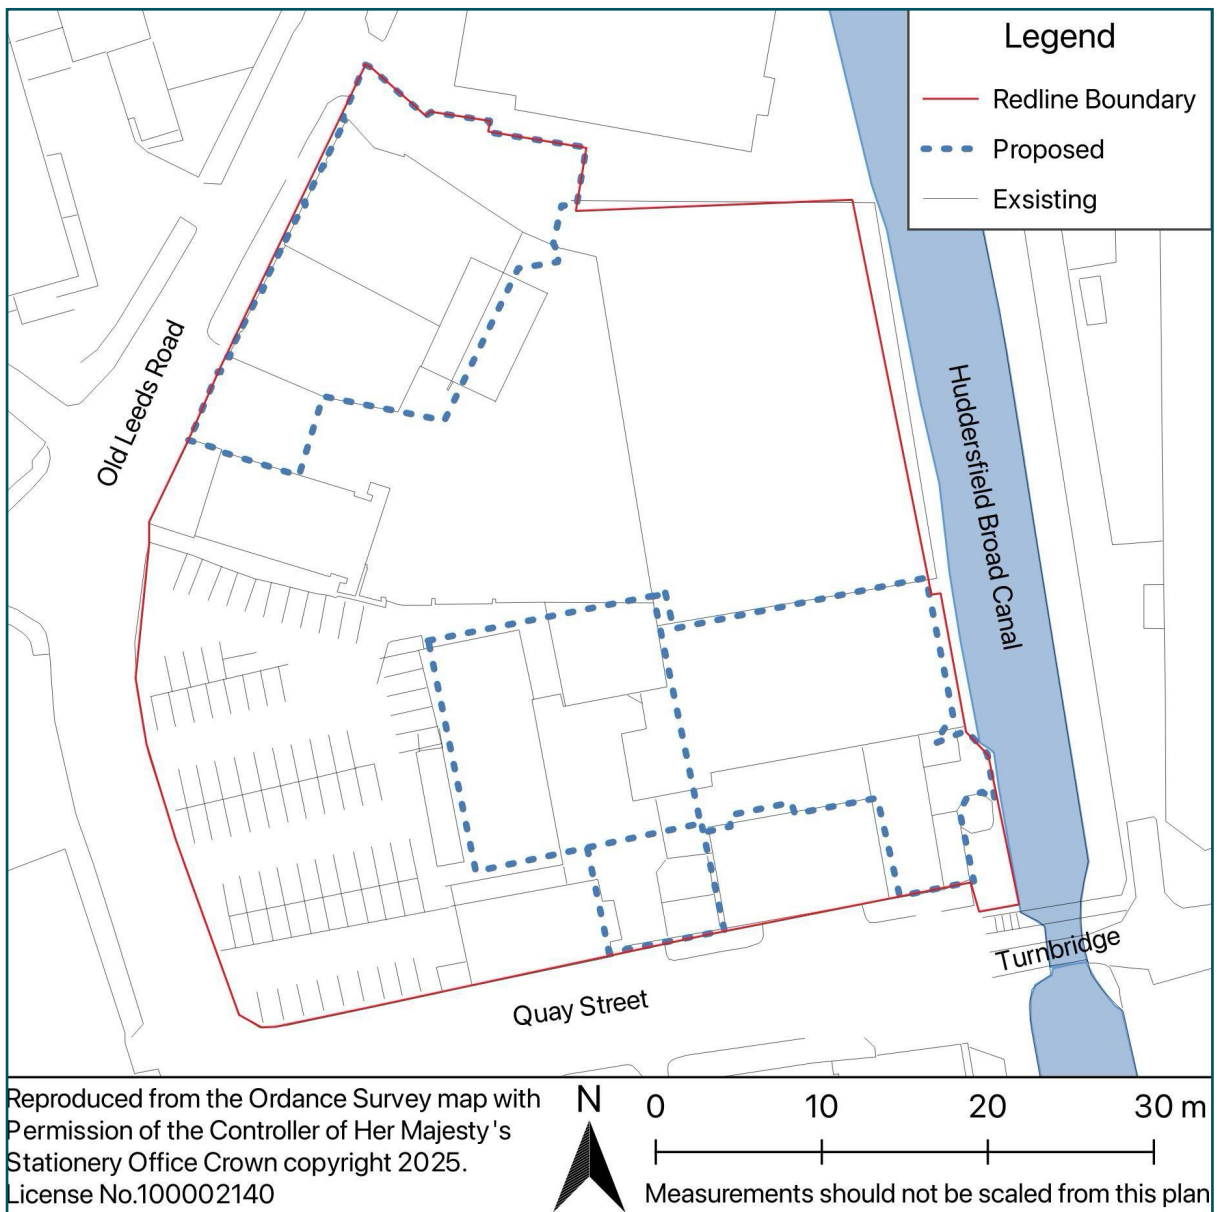 Legend
Redline Boundary
Proposed
Exsisting
Old Leeds Road
Huddersfield Broad Canal
Turnbridge
Quay Street
Reproduced from the Ordance Survey map with
Permission of the Controller of Her Majesty's
Stationery Office Crown copyright 2025.
License No.100002140
N
0 10 20 30 m
Measurements should not be scaled from this plan